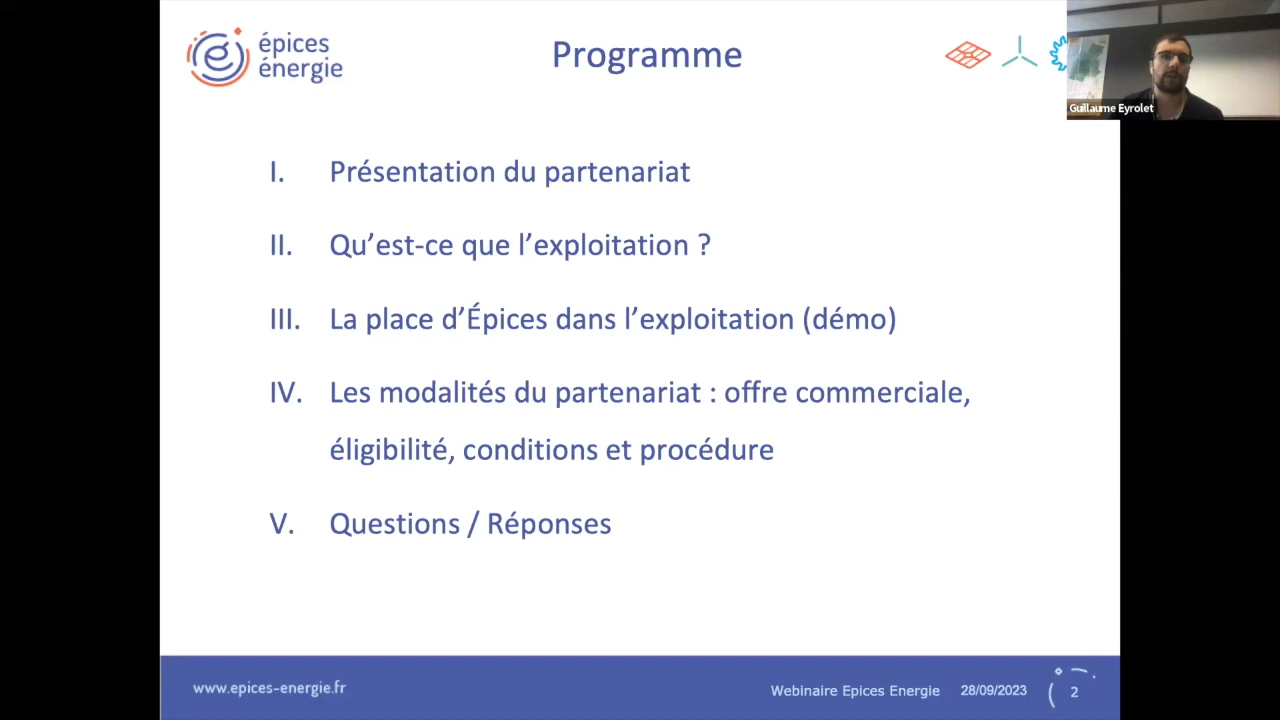 épices
énergie
Programme
Guillaume Eyrolet
I. Présentation du partenariat
II. Qu’est-ce que l’exploitation ?
III. La place d’Épices dans l’exploitation (démo)
IV. Les modalités du partenariat : offre commerciale,
éligibilité, conditions et procédure
V. Questions / Réponses
www.epices-energie.fr
Webinaire Epices Energie 28/09/2023 2